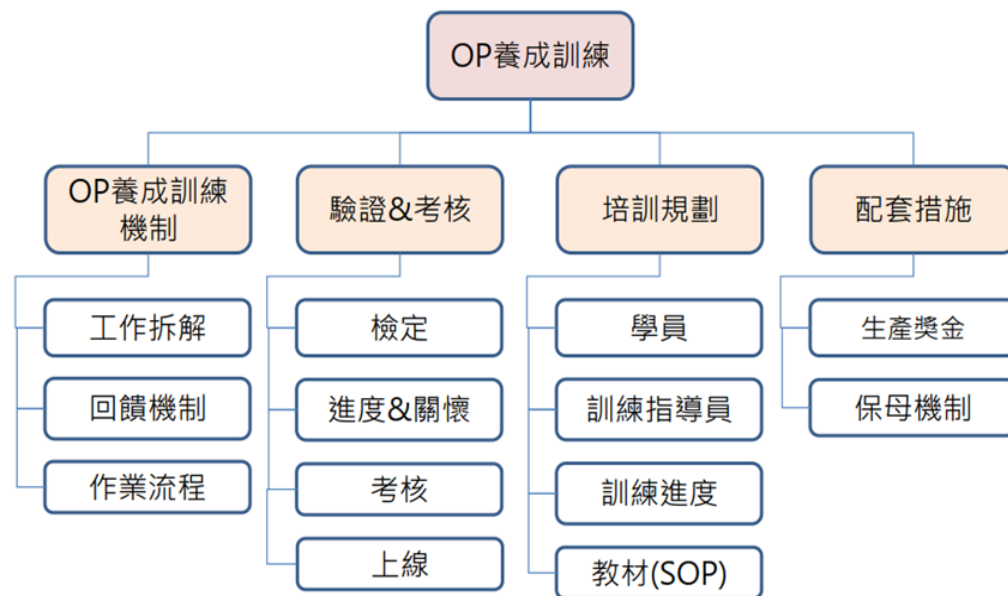 OP養成訓練
OP養成訓練
機制
工作拆解
回饋機制
作業流程
驗證&考核
檢定
進度&關懷
考核
上線
培訓規劃
學員
訓練指導員
訓練進度
教材(SOP)
配套措施
生產獎金
保母機制